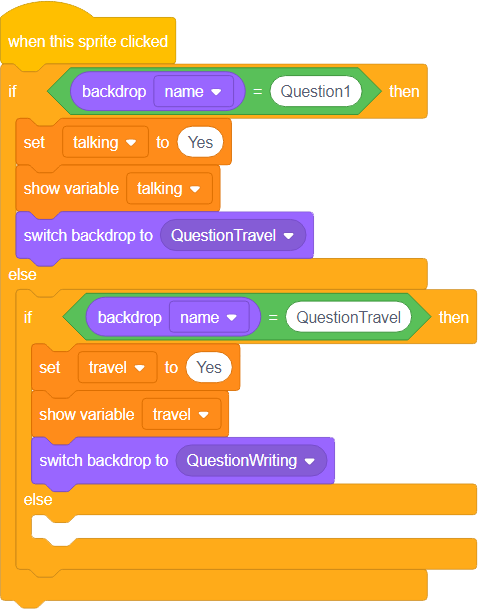 when this sprite clicked
if backdrop name = Question1 then
set talking to Yes
show variable talking
switch backdrop to QuestionTravel
else
if backdrop name = QuestionTravel then
set travel to Yes
show variable travel
switch backdrop to QuestionWriting
else